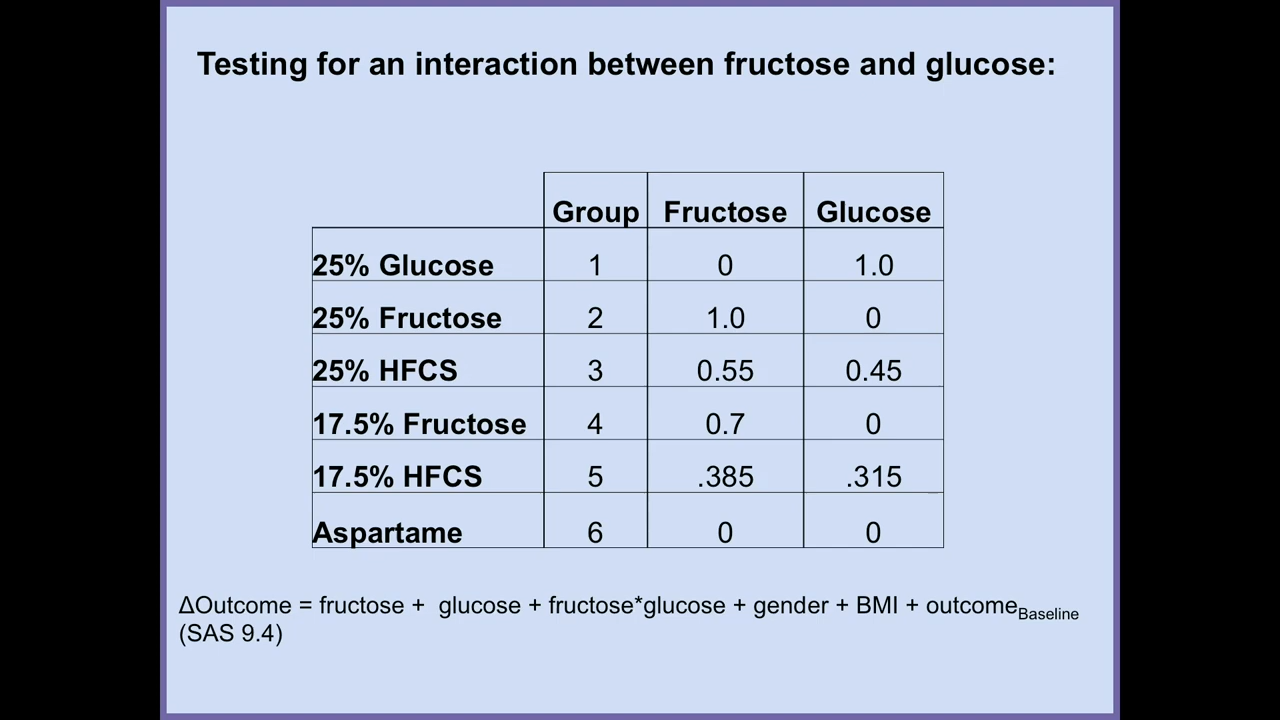 Testing for an interaction between fructose and glucose:
Group Fructose Glucose
25% Glucose 1 0 1.0
25% Fructose 2 1.0 0
25% HFCS 3 0.55 0.45
17.5% Fructose 4 0.7 0
17.5% HFCS 5 .385 .315
Aspartame 6 0 0
ΔOutcome = fructose + glucose + fructose*glucose + gender + BMI + outcomeBaseline
(SAS 9.4)